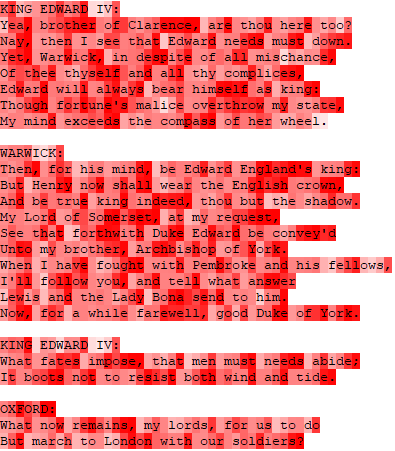 KING EDWARD IV:
Yea, brother of Clarence, are thou here too?
Nay, then I see that Edward needs must down.
Yet, Warwick, in despite of all mischance,
Of thee thyself and all thy complices,
Edward will always bear himself as king:
Though fortune's malice overthrow my state,
My mind exceeds the compass of her wheel.
WARWICK:
Then, for his mind, be Edward England's king:
But Henry now shall wear the English crown,
And be true king indeed, thou but the shadow.
My Lord of Somerset, at my request,
See that forthwith Duke Edward be convey'd
Unto my brother, Archbishop of York.
When I have fought with Pembroke and his fellows,
I'll follow you, and tell what answer
Lewis and the Lady Bona send to him.
Now, for a while farewell, good Duke of York.
KING EDWARD IV:
What fates impose, that men must needs abide;
It boots not to resist both wind and tide.
OXFORD:
What now remains, my lords, for us to do
But march to London with our soldiers?